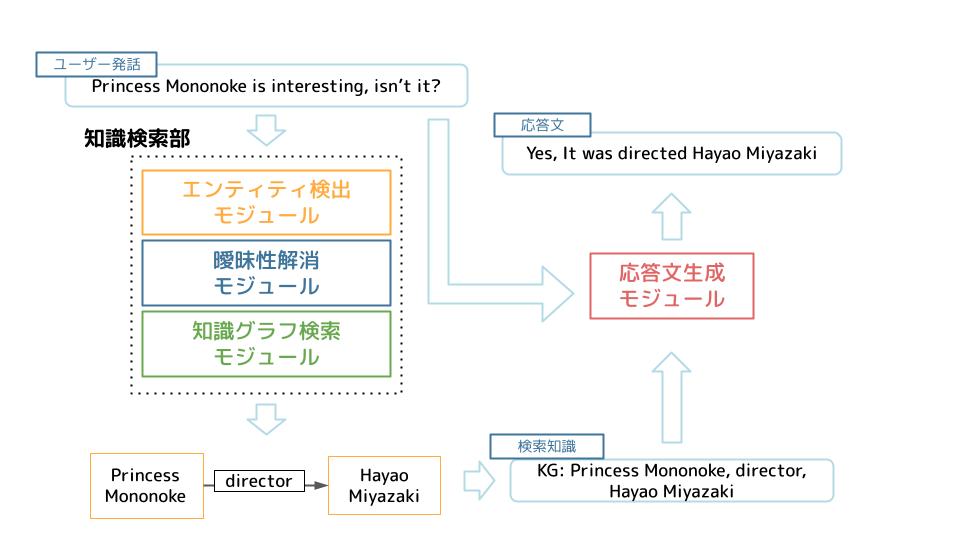 ユーザー発話
Princess Mononoke is interesting, isn't it?
知識検索部
エンティティ検出
モジュール
曖昧性解消
モジュール
知識グラフ検索
モジュール
Princess
Mononoke
director
Hayao
Miyazaki
検索知識
KG: Princess Mononoke, director,
Hayao Miyazaki
応答文生成
モジュール
応答文
Yes, It was directed Hayao Miyazaki